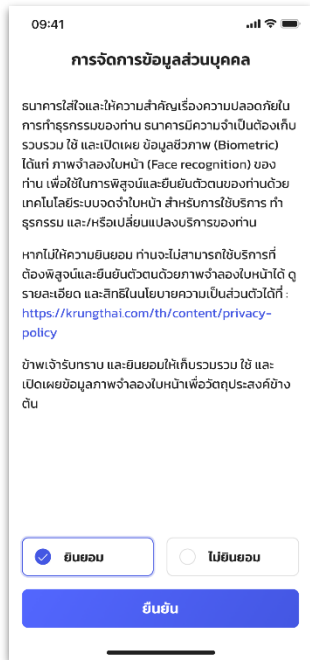 09:41
การจัดการข้อมูลส่วนบุคคล
ธนาคารใส่ใจและให้ความสำคัญเรื่องความปลอดภัยใน
การทำธุรกรรมของท่าน ธนาคารมีความจำเป็นต้องเก็บ
รวบรวม ใช้ และเปิดเผย ข้อมูลชีวภาพ (Biometric)
ได้แก่ ภาพจำลองใบหน้า (Face recognition) ของ
ท่าน เพื่อใช้ในการพิสูจน์และยืนยันตัวตนของท่านด้วย
เทคโนโลยีระบบจดจำใบหน้า สำหรับการใช้บริการ ทำ
ธุรกรรม และ/หรือเปลี่ยนแปลงบริการของท่าน
หากไม่ให้ความยินยอม ท่านจะไม่สามารถใช้บริการที่
ต้องพิสูจน์และยืนยันตัวตนด้วยภาพจำลองใบหน้าได้ ดู
รายละเอียด และสิทธิในนโยบายความเป็นส่วนตัวได้ที่ :
https://krungthai.com/th/content/privacy-
policy
ข้าพเจ้ารับทราบ และยินยอมให้เก็บรวบรวม ใช้ และ
เปิดเผยข้อมูลภาพจำลองใบหน้าเพื่อวัตถุประสงค์ข้าง
ต้น
ยินยอม
ไม่ยินยอม
ยืนยัน